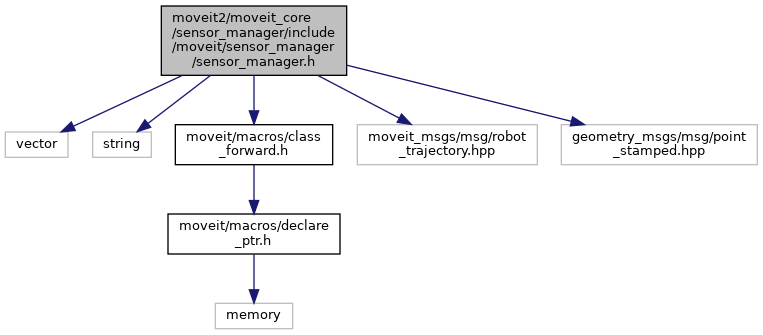 moveit2/moveit_core
/sensor_manager/include
/moveit/sensor_manager
/sensor_manager.h
vector
string
moveit/macros/class
_forward.h
moveit_msgs/msg/robot
_trajectory.hpp
geometry_msgs/msg/point
_stamped.hpp
moveit/macros/declare
_ptr.h
memory